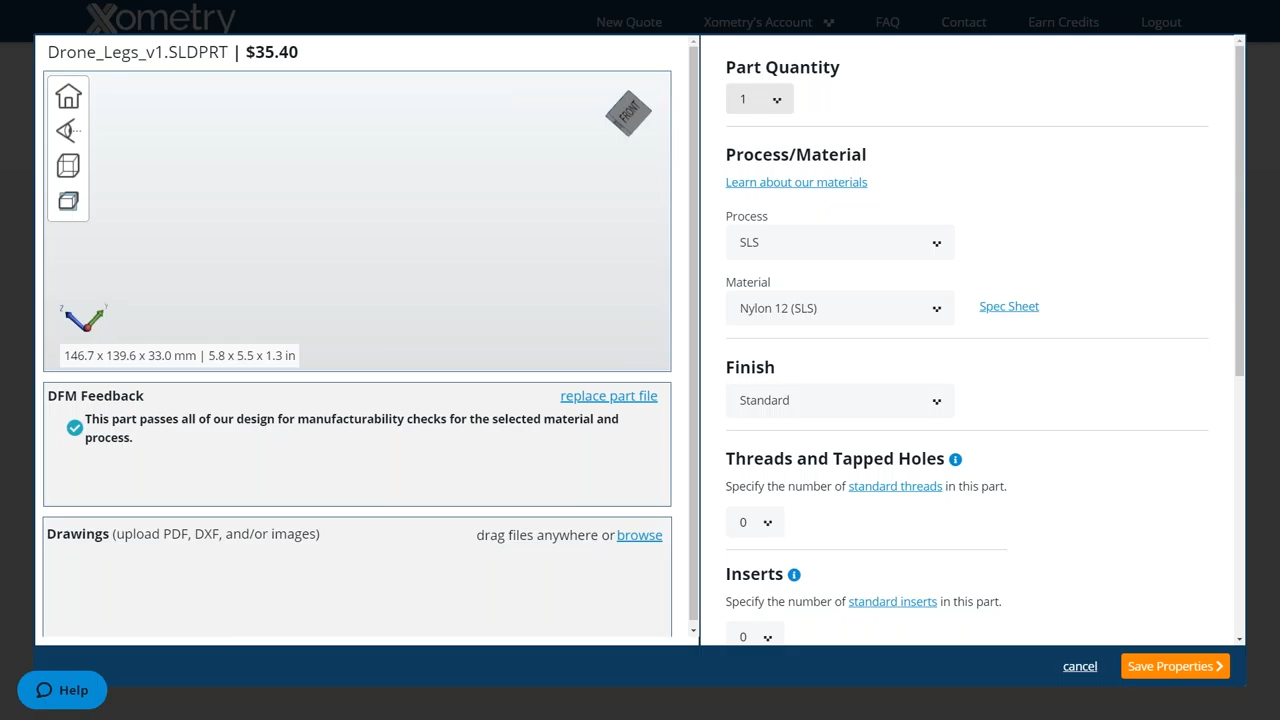 Xometry
New Quote
Xometry's Account
FAQ
Contact
Earn Credits
Logout
Drone_Legs_v1.SLDPRT | $35.40
FRONT
Z
Y
146.7 x 139.6 x 33.0 mm | 5.8 x 5.5 x 1.3 in
DFM Feedback
replace part file
This part passes all of our design for manufacturability checks for the selected material and
process.
Drawings (upload PDF, DXF, and/or images)
drag files anywhere or browse
Part Quantity
1
Process/Material
Learn about our materials
Process
SLS
Material
Nylon 12 (SLS)
Spec Sheet
Finish
Standard
Threads and Tapped Holes
Specify the number of standard threads in this part.
0
Inserts
Specify the number of standard inserts in this part.
0
cancel
Save Properties
Help